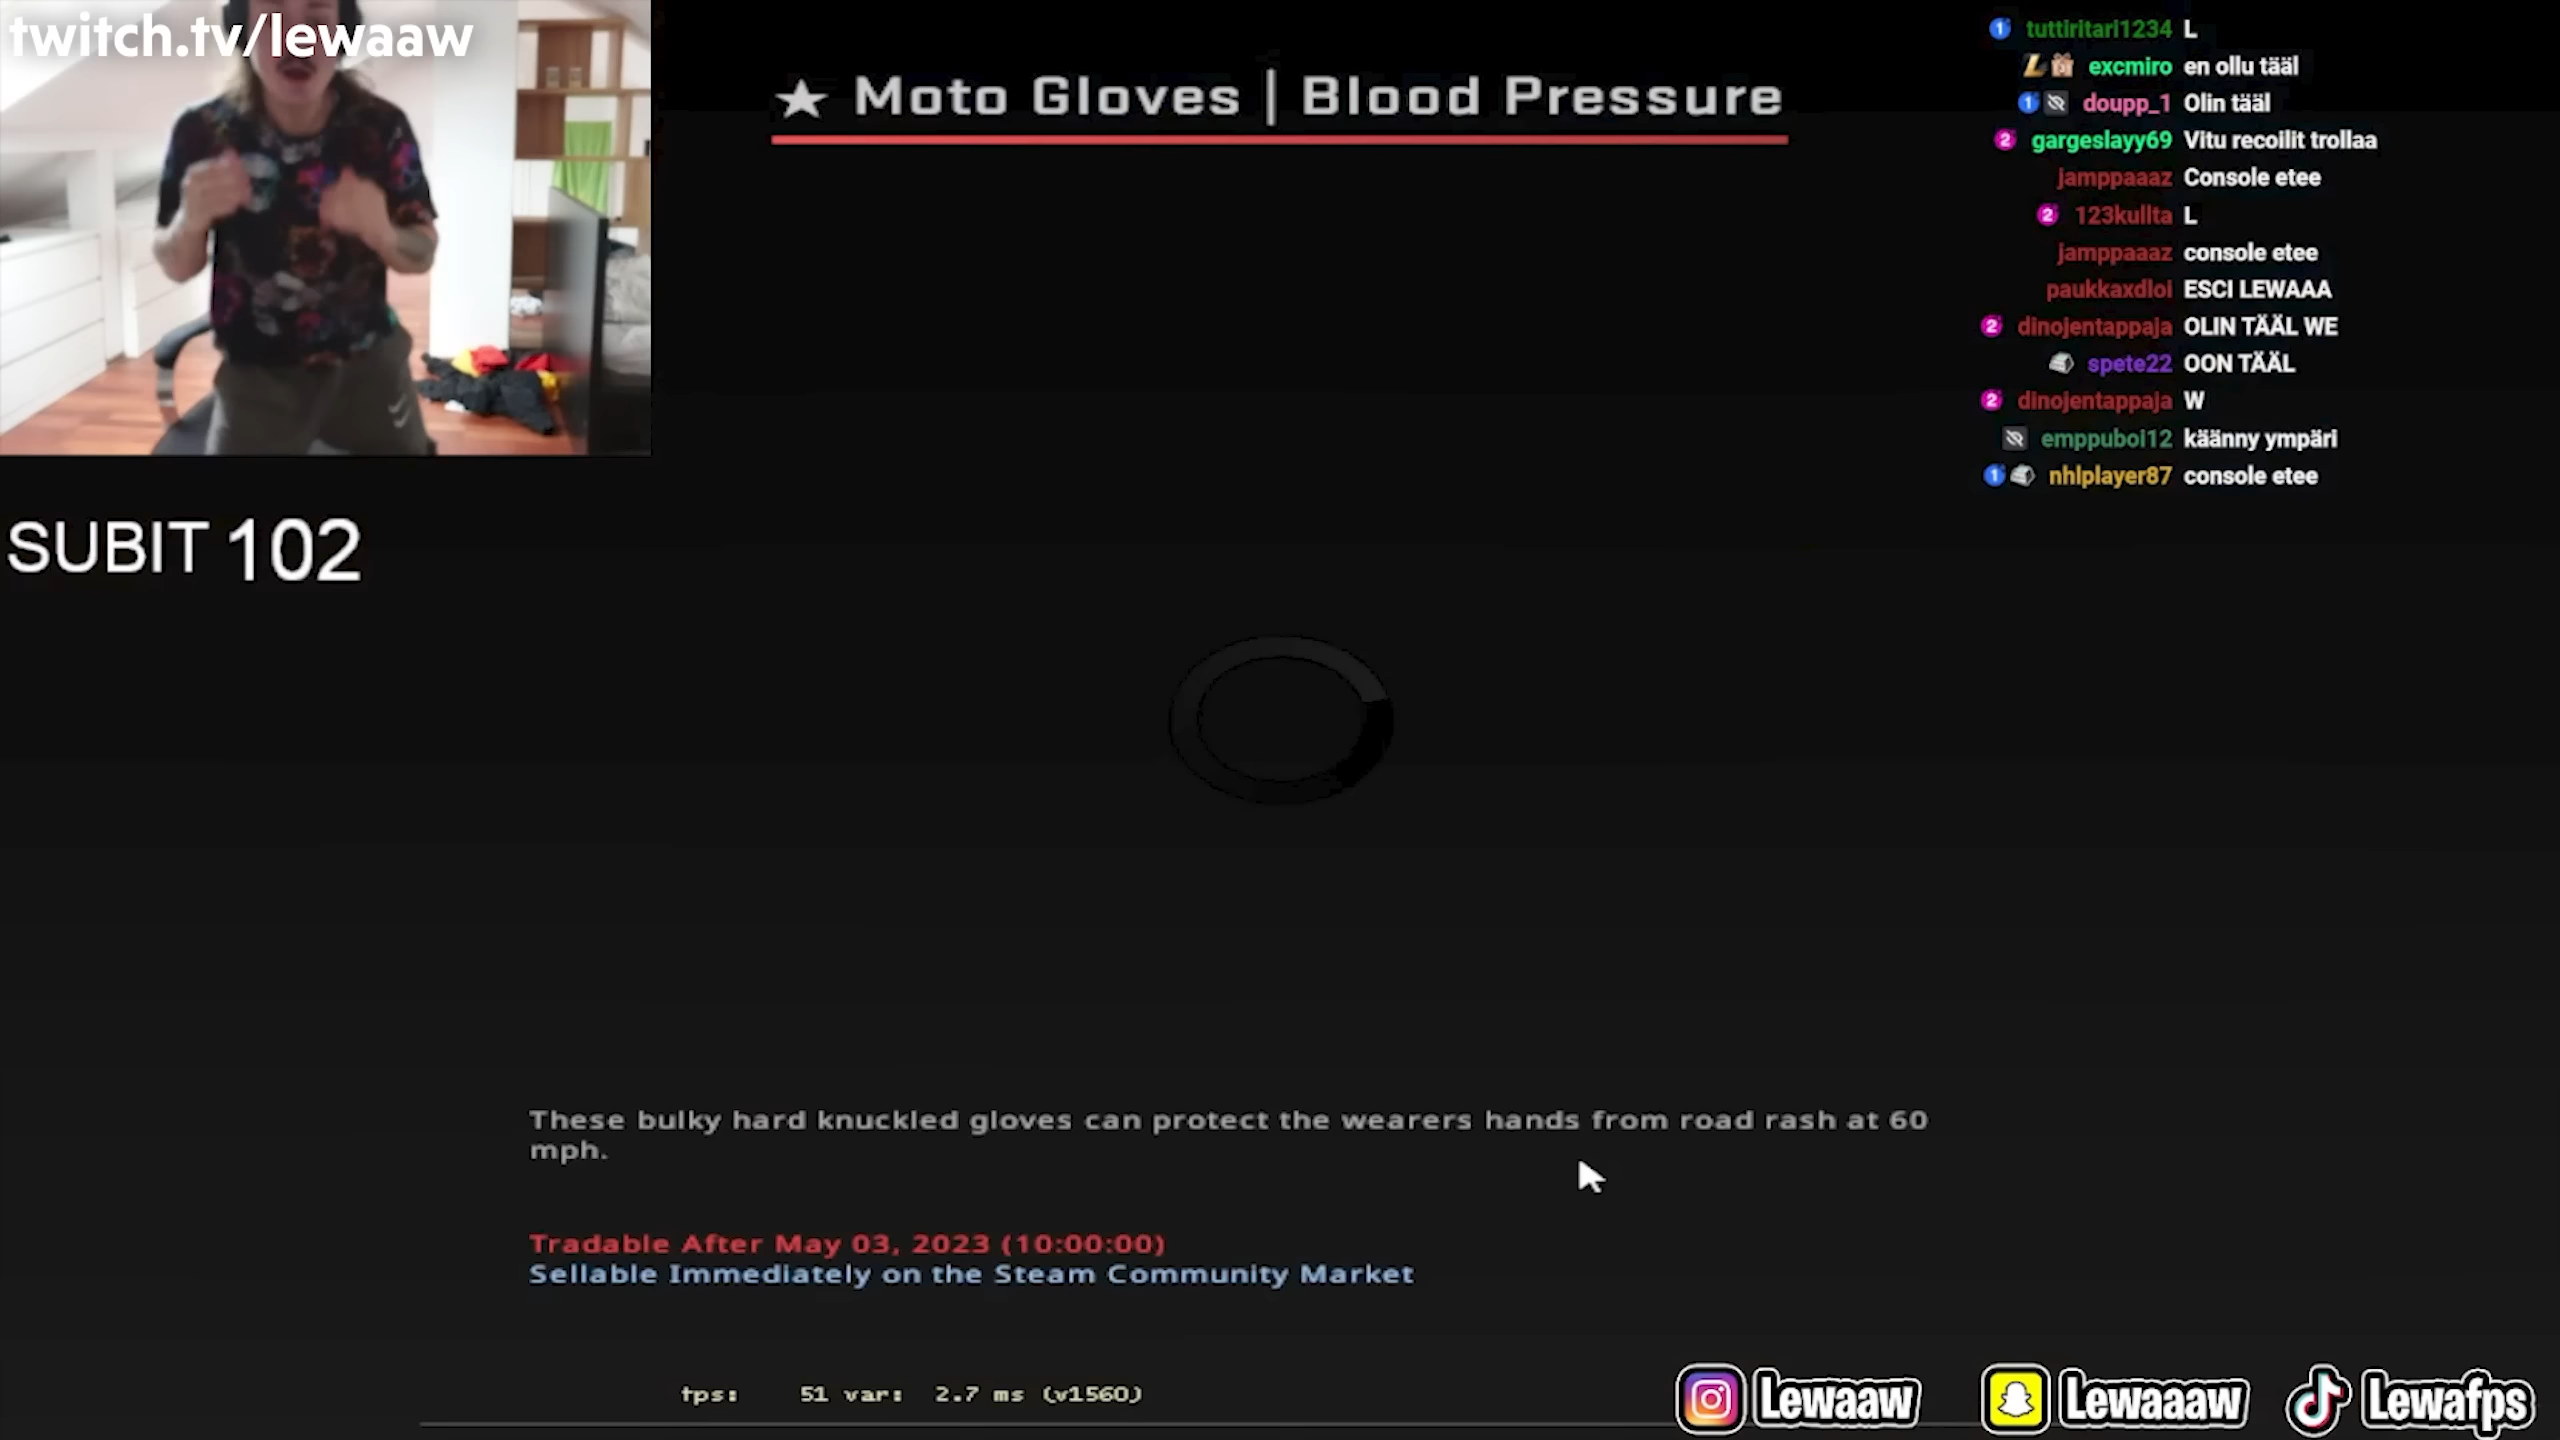 twitch.tv/lewaaw
★ Moto Gloves | Blood Pressure
tuttiritari1234 L
excmiro en ollu tääl
doupp_1 Olin tääl
gargeslayy69 Vitu recoilit trollaa
jamppaaaz Console etee
123kullta L
jamppaaaz console etee
paukkaxdloi ESCI LEWAAA
dinojentappaja OLIN TÄÄL WE
spete22 OON TÄÄL
dinojentappaja W
emppuboi12 käänny ympäri
nhlplayer87 console etee
SUBIT 102
These bulky hard knuckled gloves can protect the wearers hands from road rash at 60
mph.
Tradable After May 03, 2023 (10:00:00)
Sellable Immediately on the Steam Community Market
fps: 51 var: 2.7 ms (v1560)
Lewaaw
Lewaaaw
Lewafps